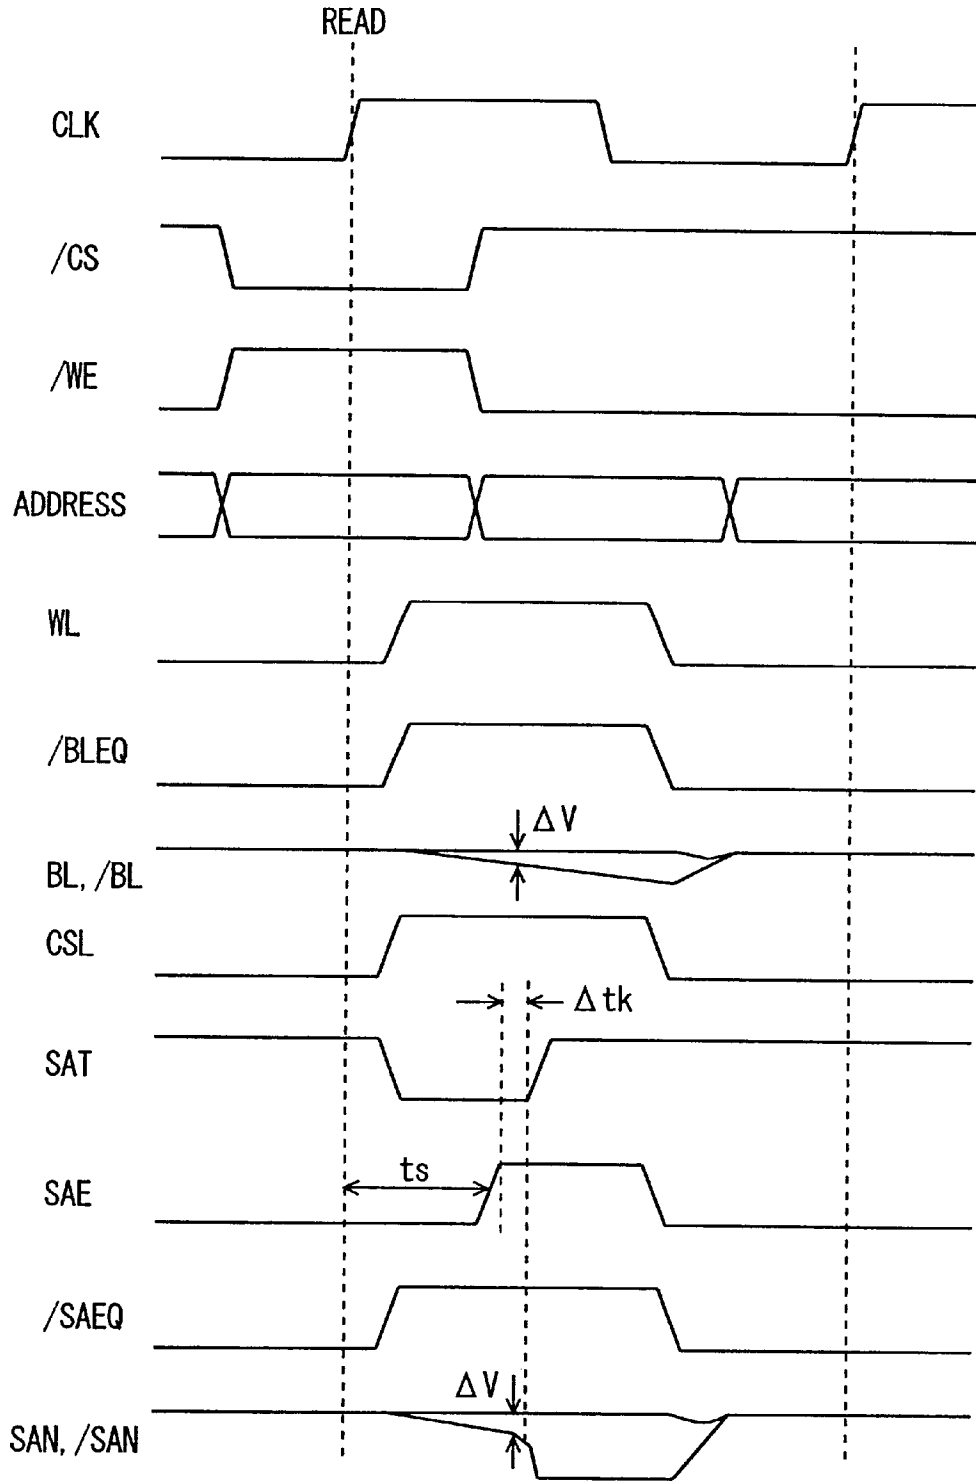 READ
CLK
/CS
/WE
ADDRESS
WL
/BLEQ
ΔV
BL, /BL
CSL
Δtk
SAT
ts
SAE
/SAEQ
ΔV
SAN, /SAN